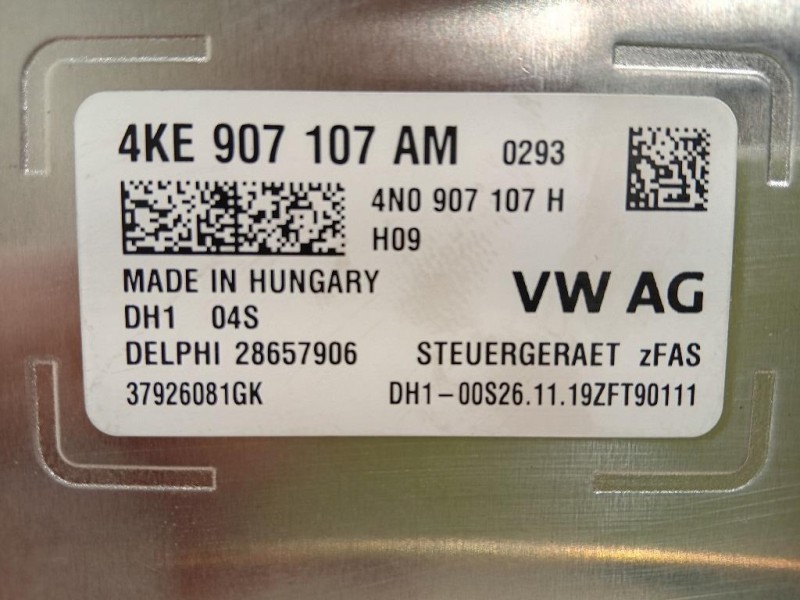 4KE 907 107 AM 0293
4N0 907 107 H
H09
MADE IN HUNGARY
VW AG
DH1 04S
DELPHI 28657906 STEUERGERAET zFAS
37926081GK DH1-00S26.11.19ZFT90111